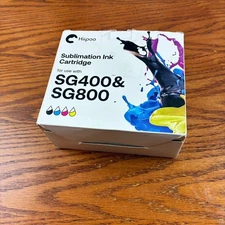 Hiipoo
Sublimation Ink
Cartridge
for use with
SG400&
SG800